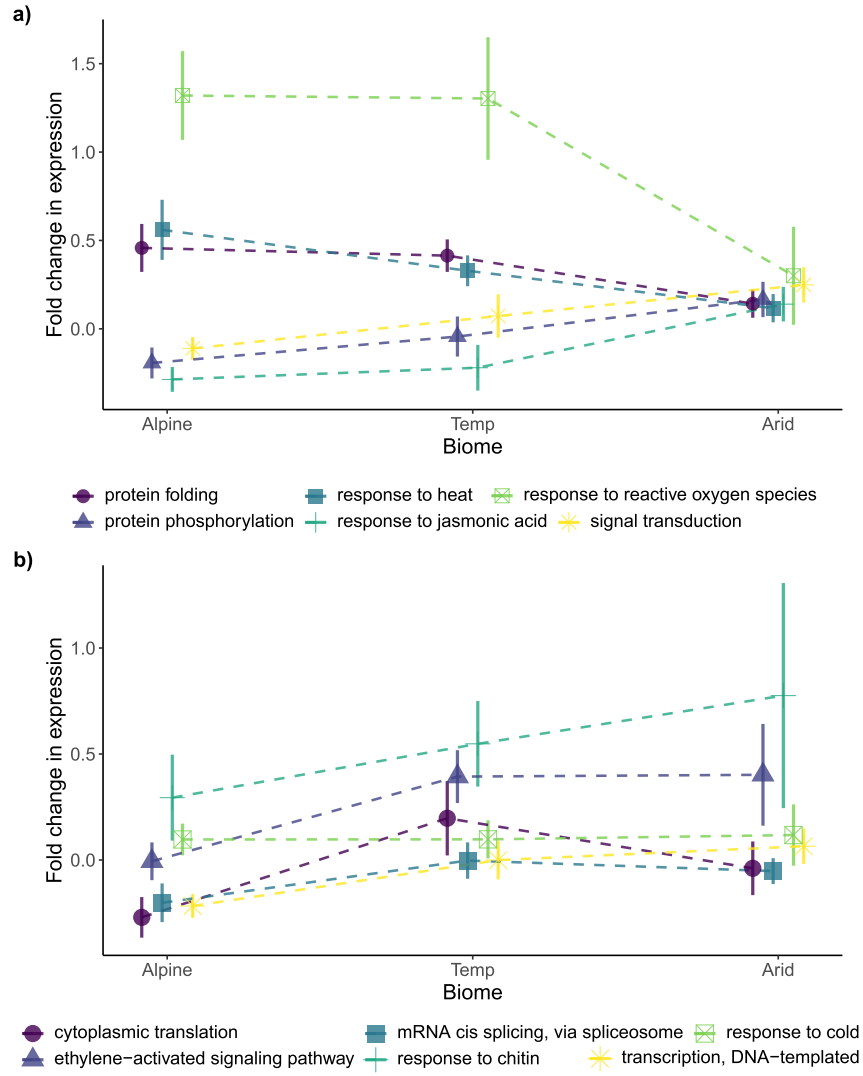 a)
Fold change in expression
1.5
1.0
0.5
0.0
Alpine Temp Arid
Biome
protein folding response to heat response to reactive oxygen species
protein phosphorylation response to jasmonic acid signal transduction
b)
Fold change in expression
1.0
0.5
0.0
Alpine Temp Arid
Biome
cytoplasmic translation mRNA cis splicing, via spliceosome response to cold
ethylene−activated signaling pathway response to chitin transcription, DNA−templated